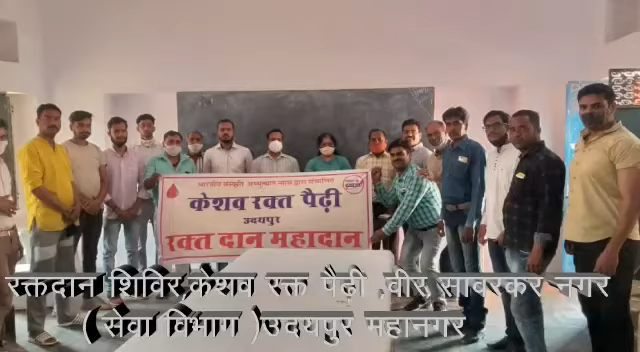 भारतीय संस्कृति अभ्युत्थान न्यास द्वारा संचालित
केशव रक्त पैढ़ी
उदयपुर
रक्त दान महादान
रक्तदान शिविर,केशव रक्त पैढ़ी ,वीर सावरकर नगर
( सेवा विभाग )उदयपुर महानगर